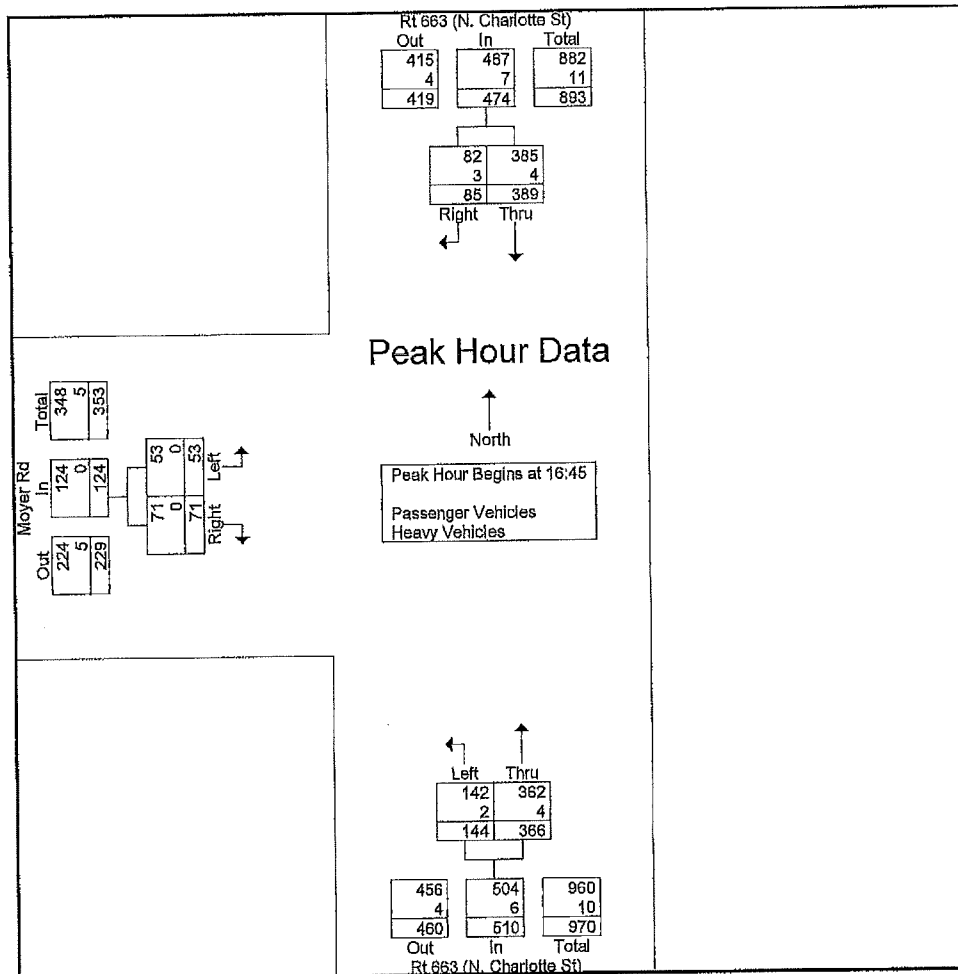 Rt 663 (N. Charlotte St)
Out In Total
415 467 882
4 7 11
419 474 893
82 385
3 4
85 389
Right Thru
Peak Hour Data
North
Peak Hour Begins at 16:45
Passenger Vehicles
Heavy Vehicles
Moyer Rd
Out In Total
224 124 348
5 0 5
229 124 353
71 53
0 0
71 53
Right Left
Left Thru
142 362
2 4
144 366
456 504 960
4 6 10
460 510 970
Out In Total
Rt 663 (N. Charlotte St)